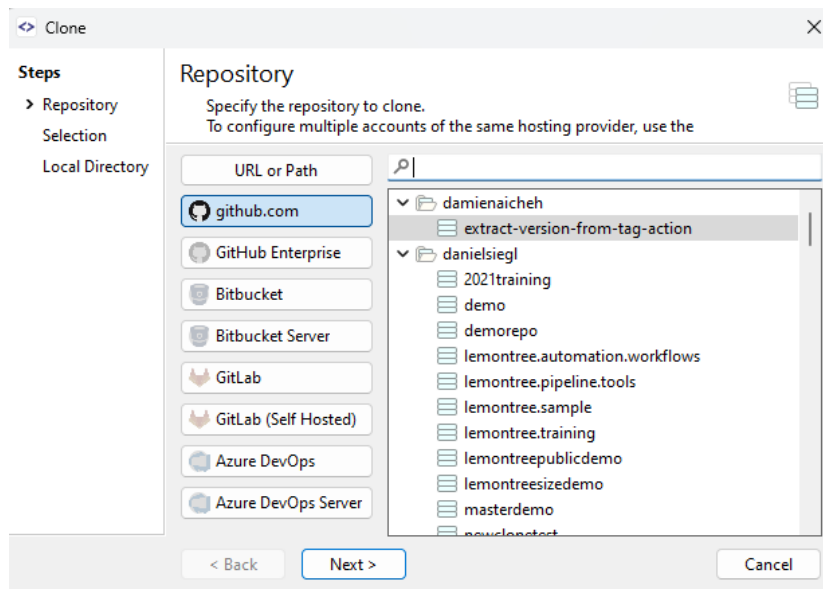 Clone
Steps
Repository
Selection
Local Directory
Repository
Specify the repository to clone.
To configure multiple accounts of the same hosting provider, use the
URL or Path
github.com
GitHub Enterprise
Bitbucket
Bitbucket Server
GitLab
GitLab (Self Hosted)
Azure DevOps
Azure DevOps Server
damienaicheh
extract-version-from-tag-action
danielsiegl
2021training
demo
demorepo
lemontree.automation.workflows
lemontree.pipeline.tools
lemontree.sample
lemontree.training
lemontreepublicdemo
lemontreesizedemo
masterdemo
< Back
Next >
Cancel